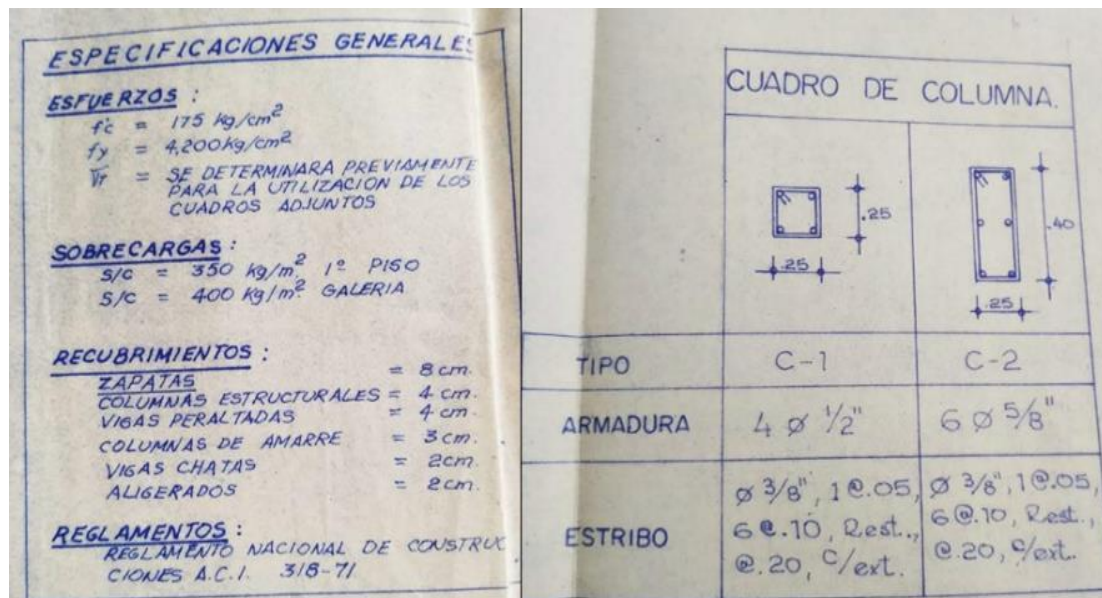 ESPECIFICACIONES GENERALES
ESFUERZOS :
f'c = 175 kg/cm²
fy = 4,200 kg/cm²
= SE DETERMINARA PREVIAMENTE
PARA LA UTILIZACION DE LOS
CUADROS ADJUNTOS
SOBRECARGAS :
S/C = 350 kg/m². 1º PISO
S/C = 400 kg/m². GALERIA
RECUBRIMIENTOS :
ZAPATAS = 8 cm.
COLUMNAS ESTRUCTURALES = 4 cm.
VIGAS PERALTADAS = 4 cm.
COLUMNAS DE AMARRE = 3 cm.
VIGAS CHATAS = 2 cm.
ALIGERADOS = 2 cm.
REGLAMENTOS :
REGLAMENTO NACIONAL DE CONSTRUC
CIONES A.C.I. 318-71
CUADRO DE COLUMNA.
.25
.25
.40
.25
TIPO
C-1
C-2
ARMADURA
4 Ø 1/2"
6 Ø 5/8"
ESTRIBO
Ø 3/8", 1@.05,
6@.10, Rest.,
@.20, c/ext.
Ø 3/8", 1@.05,
6@.10, Rest.,
@.20, c/ext.